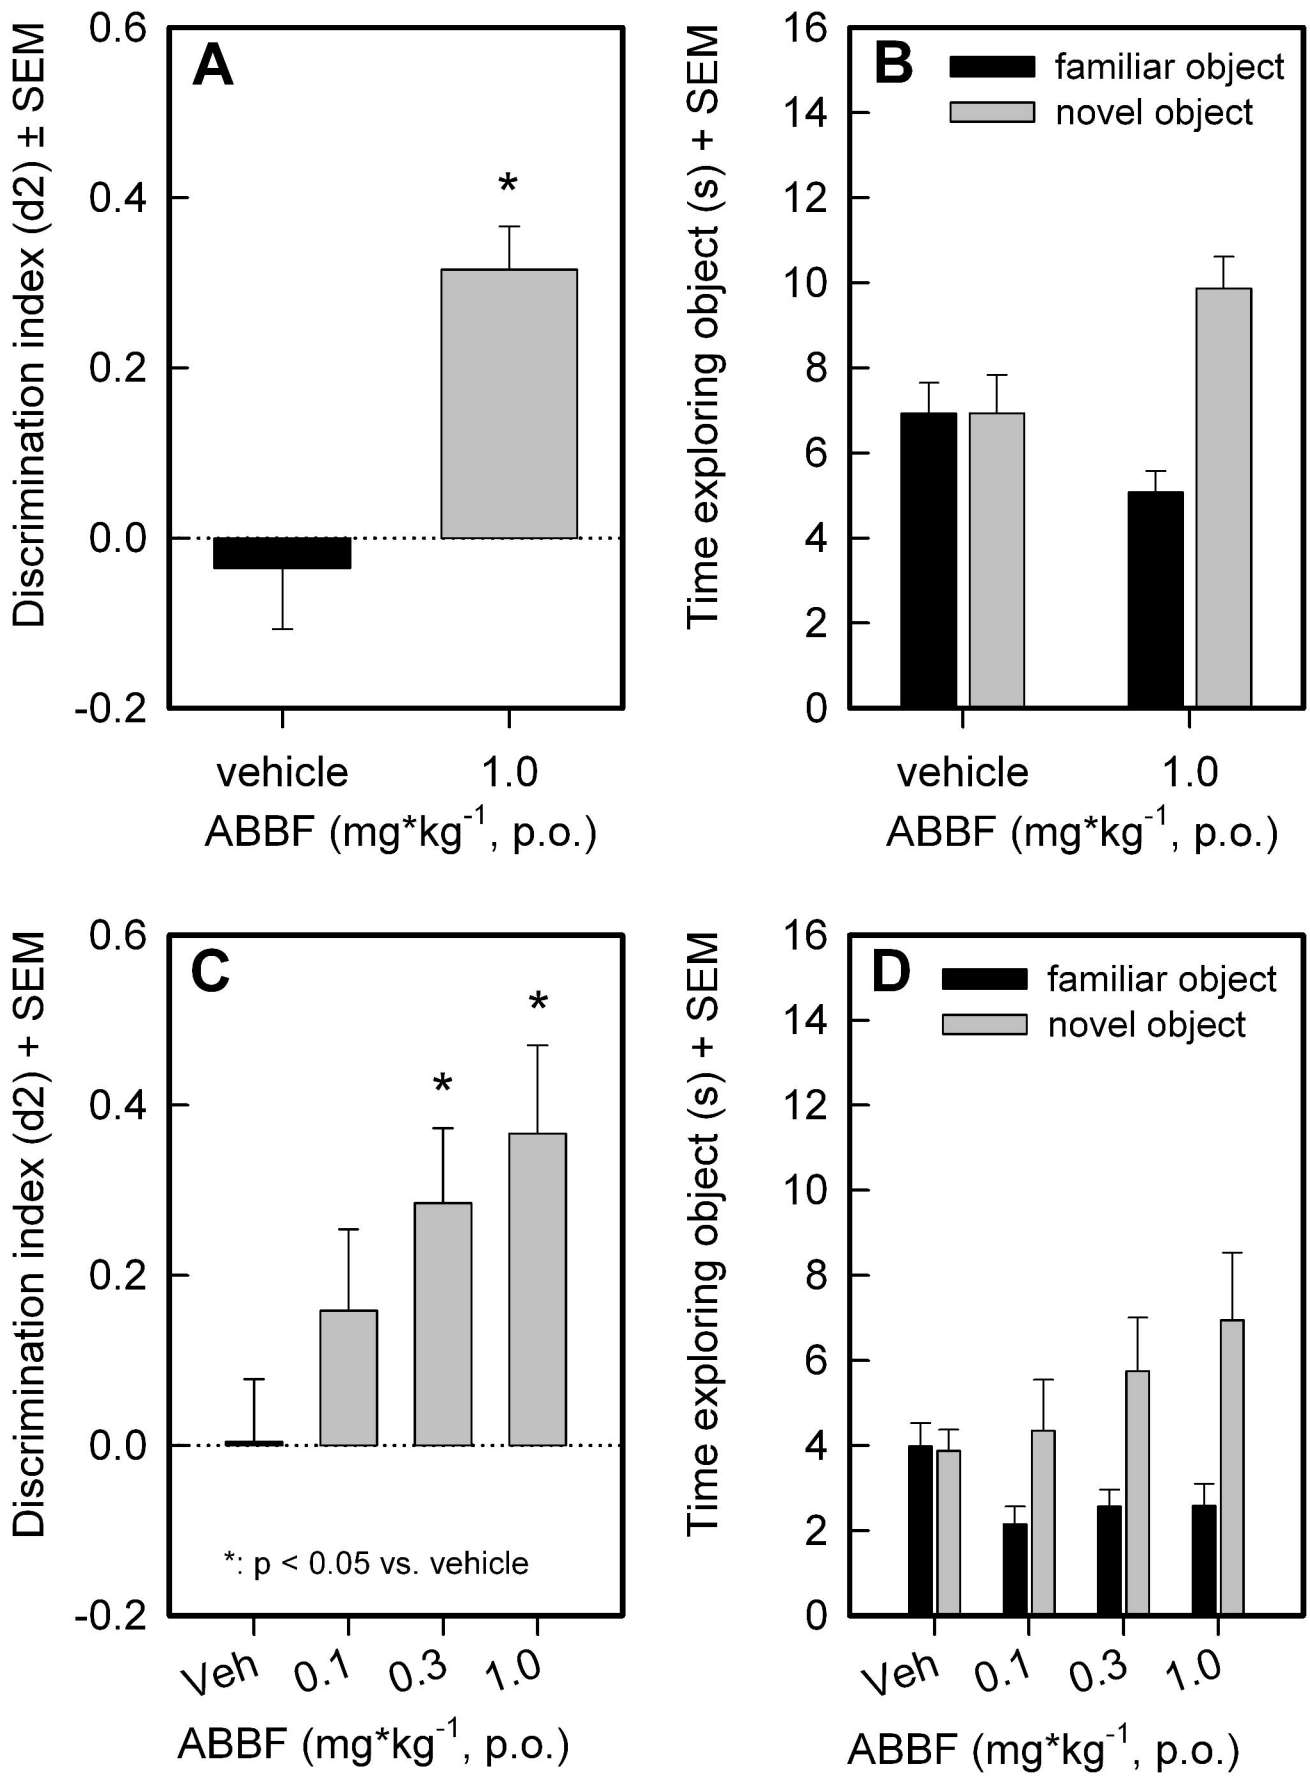 A
Discrimination index (d2) ± SEM
0.6
0.4
0.2
0.0
-0.2
*
vehicle 1.0
ABBF (mg*kg-1, p.o.)
B
familiar object
novel object
Time exploring object (s) + SEM
16
14
12
10
8
6
4
2
0
vehicle 1.0
ABBF (mg*kg-1, p.o.)
C
Discrimination index (d2) + SEM
0.6
0.4
0.2
0.0
-0.2
*
*
*: p < 0.05 vs. vehicle
Veh 0.1 0.3 1.0
ABBF (mg*kg-1, p.o.)
D
familiar object
novel object
Time exploring object (s) + SEM
16
14
12
10
8
6
4
2
0
Veh 0.1 0.3 1.0
ABBF (mg*kg-1, p.o.)